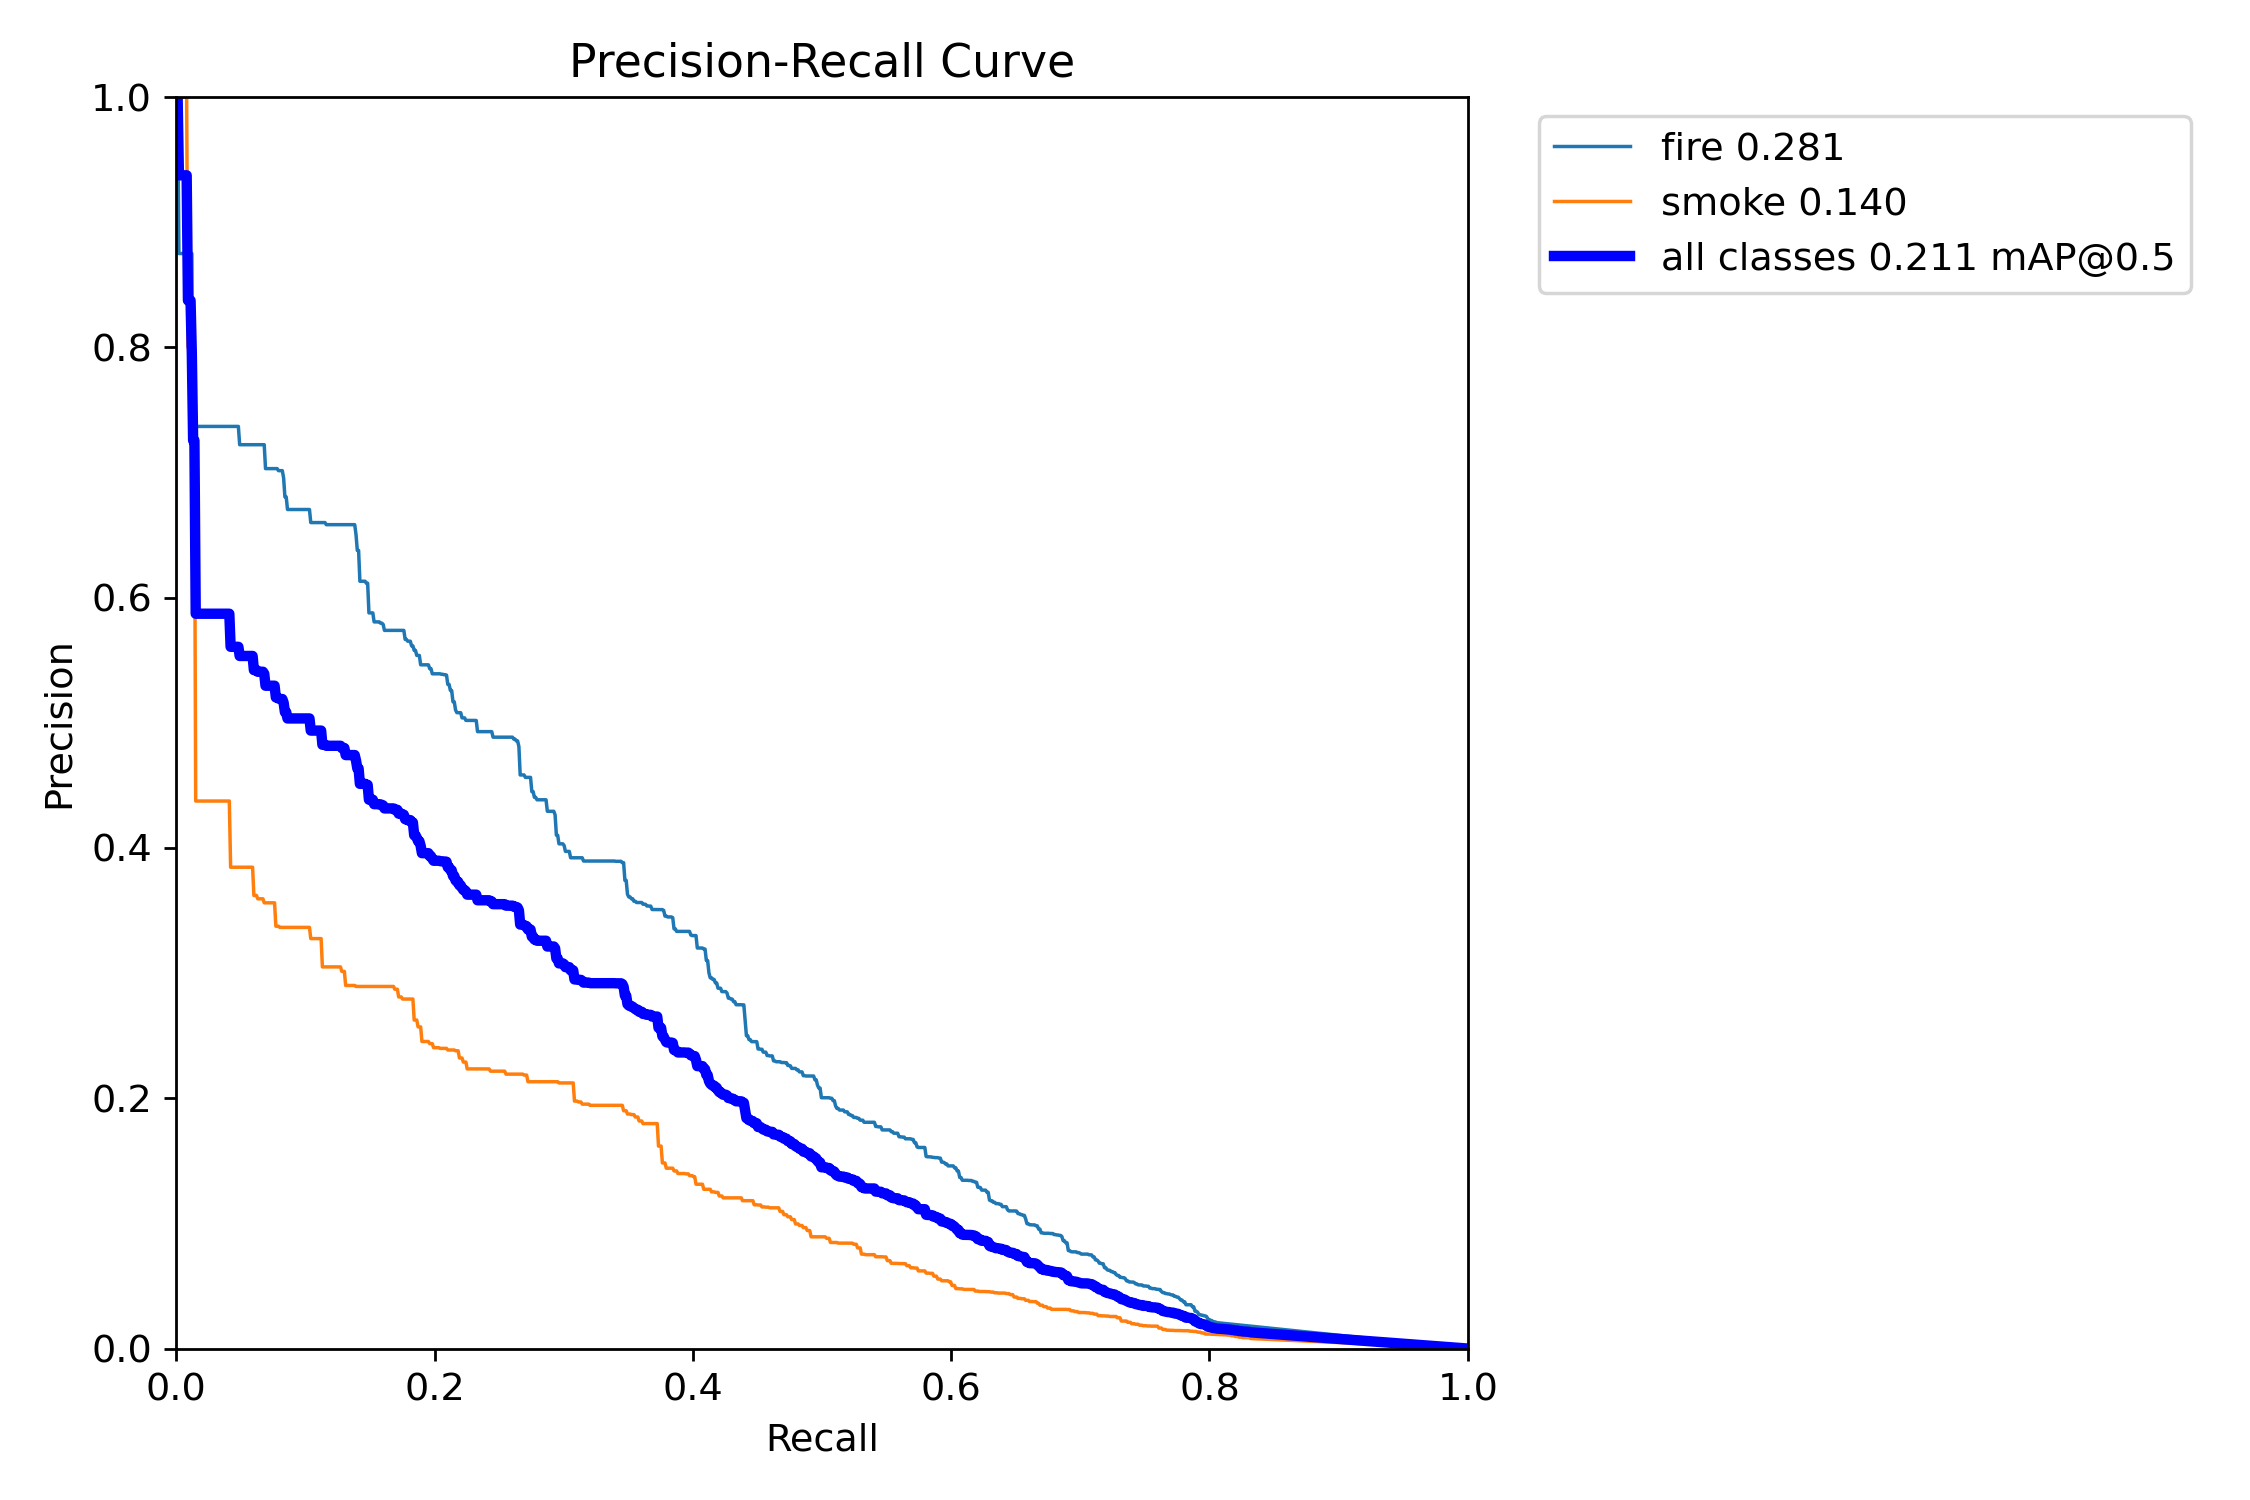 Precision-Recall Curve
1.0
0.8
0.6
0.4
0.2
0.0
Precision
0.0 0.2 0.4 0.6 0.8 1.0
Recall
fire 0.281
smoke 0.140
all classes 0.211 mAP@0.5